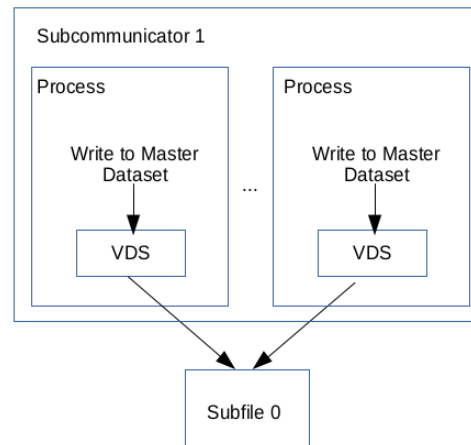 Subcommunicator 1
Process
Process
Write to Master
Dataset
Write to Master
Dataset
...
VDS
VDS
Subfile 0